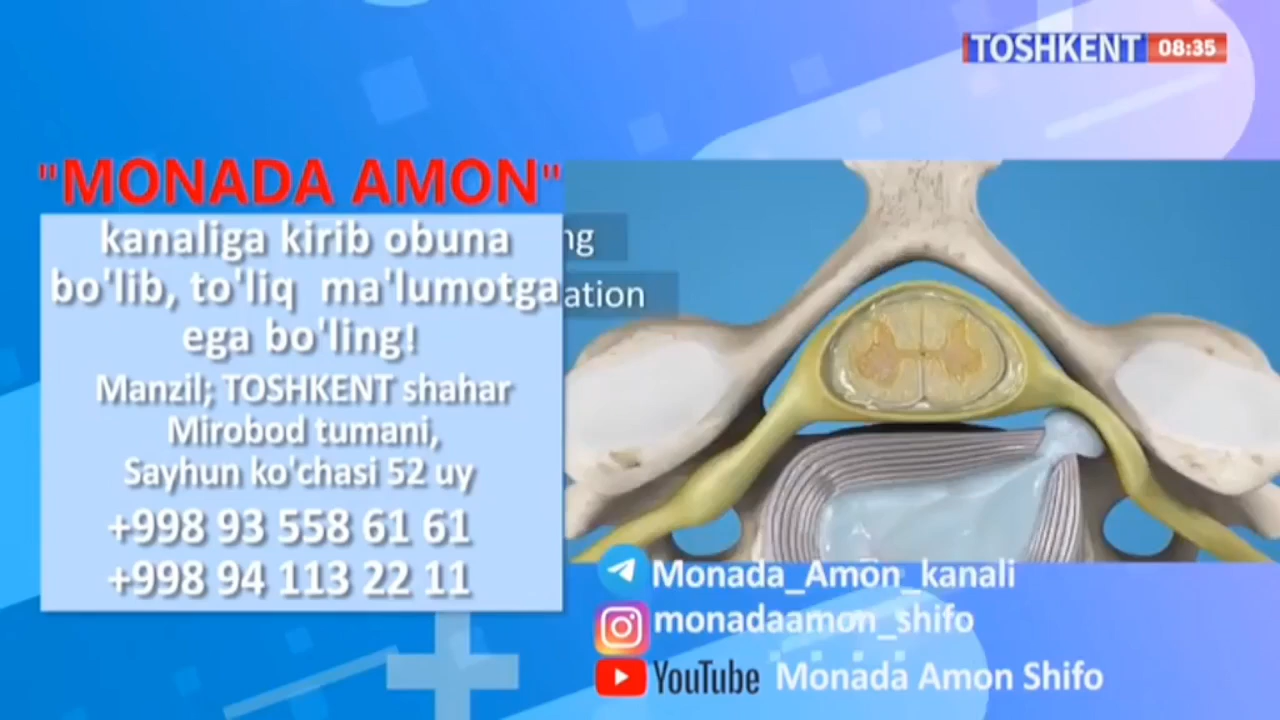 TOSHKENT 08:35
"MONADA AMON"
kanaliga kirib obuna
bo'lib, to'liq ma'lumotga
ega bo'ling!
Manzil; TOSHKENT shahar
Mirobod tumani,
Sayhun ko'chasi 52 uy
+998 93 558 61 61
+998 94 113 22 11
Monada_Amon_kanali
monadaamon_shifo
YouTube Monada Amon Shifo